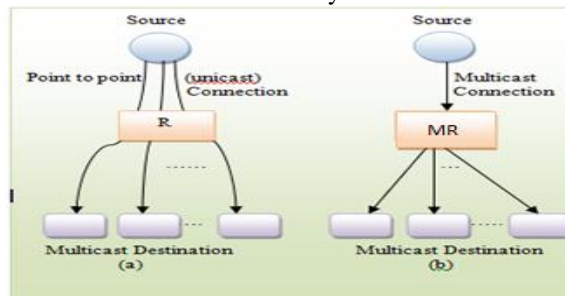 Source
Point to point (unicast)
Connection
R
Multicast Destination
(a)
Source
Multicast
Connection
MR
Multicast Destination
(b)